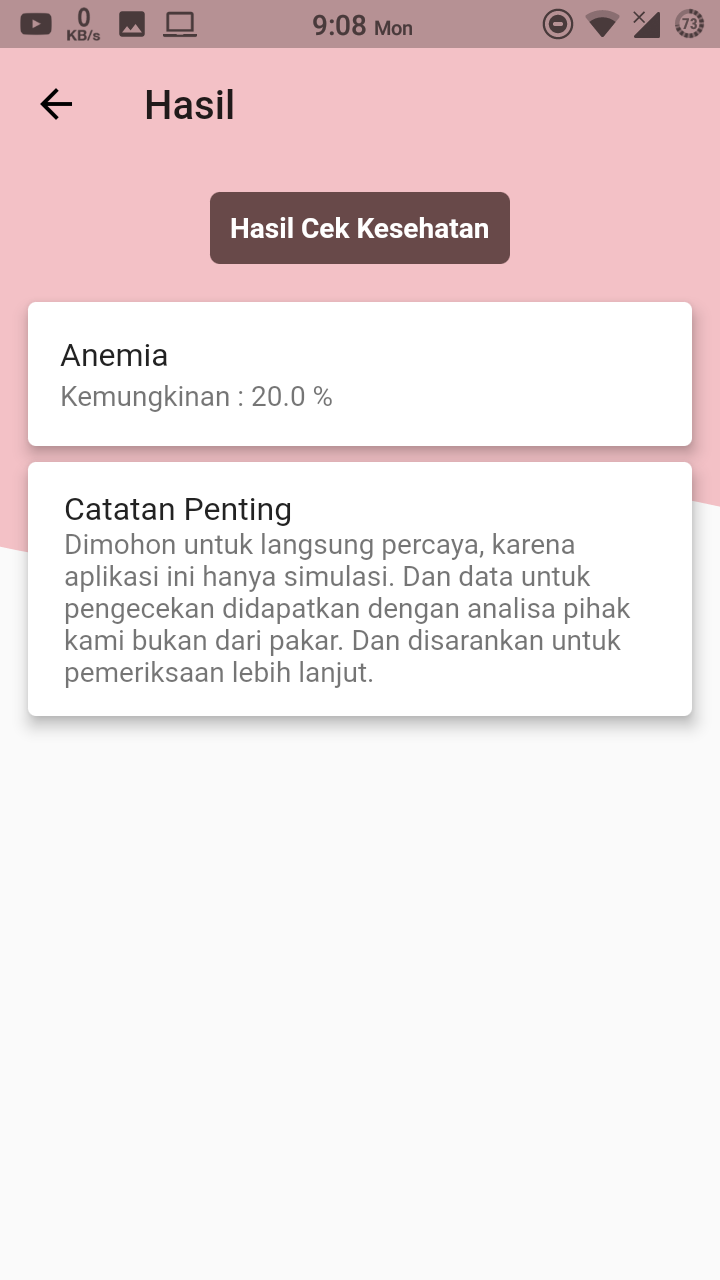 0
KB/s
9:08 Mon
73
Hasil
Hasil Cek Kesehatan
Anemia
Kemungkinan : 20.0 %
Catatan Penting
Dimohon untuk langsung percaya, karena
aplikasi ini hanya simulasi. Dan data untuk
pengecekan didapatkan dengan analisa pihak
kami bukan dari pakar. Dan disarankan untuk
pemeriksaan lebih lanjut.